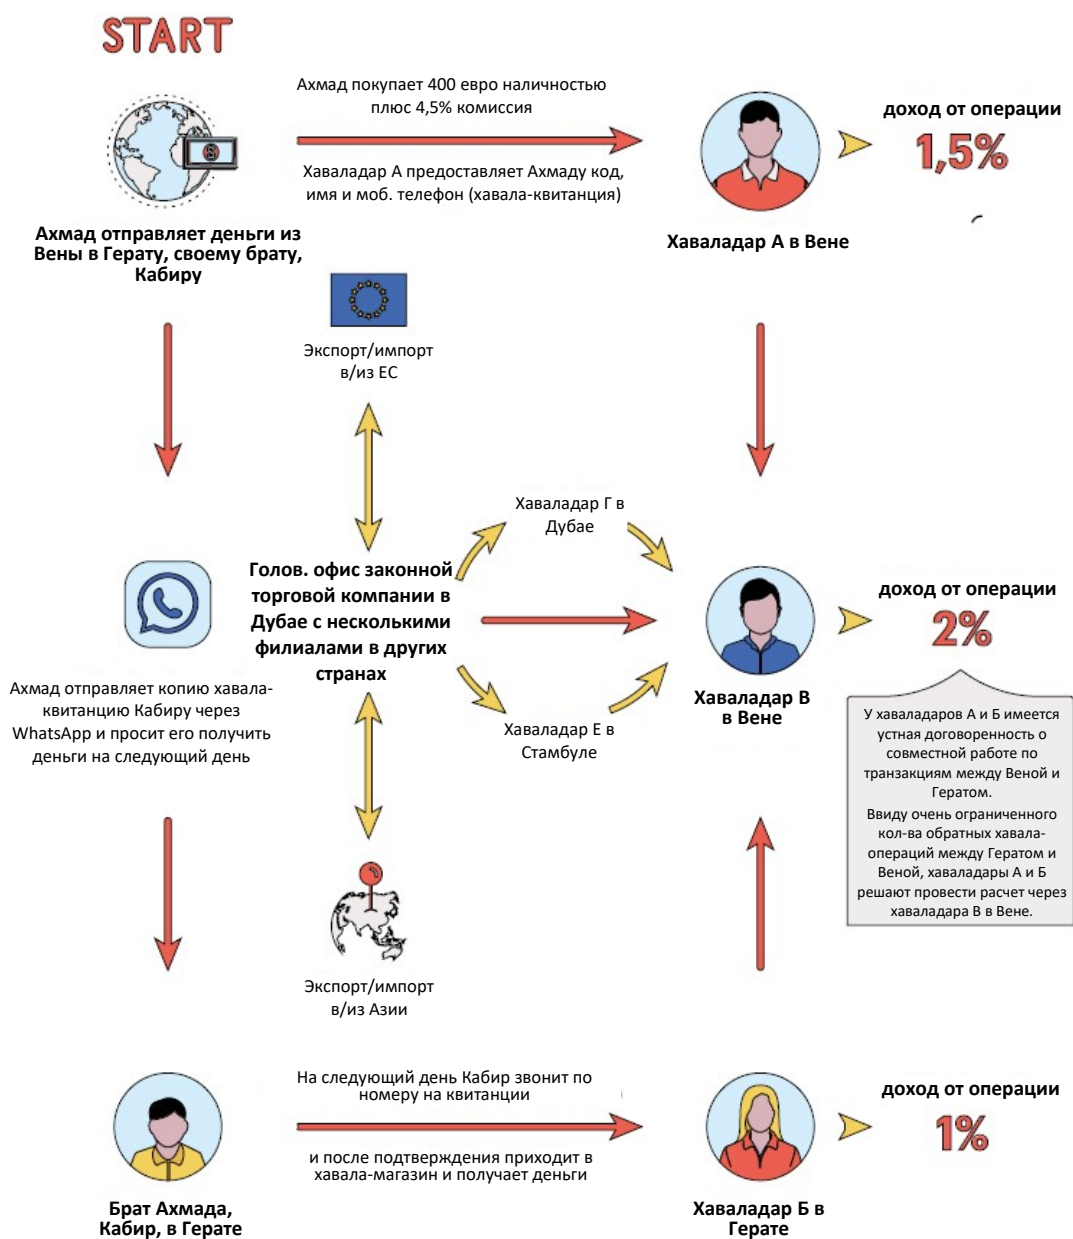 START
Ахмад покупает 400 евро наличностью
плюс 4,5% комиссия
Хаваладар А предоставляет Ахмаду код,
имя и моб. телефон (хавала-квитанция)
доход от операции
1,5%
Ахмад отправляет деньги из
Вены в Герату, своему брату,
Кабиру
Хаваладар А в Вене
Экспорт/импорт
в/из ЕС
Хаваладар Г в
Дубае
Голов. офис законной
торговой компании в
Дубае с несколькими
филиалами в других
странах
доход от операции
2%
Ахмад отправляет копию хавала-
квитанцию Кабиру через
WhatsApp и просит его получить
деньги на следующий день
Хаваладар Е в
Стамбуле
Хаваладар В
в Вене
У хаваладаров А и Б имеется
устная договоренность о
совместной работе по
транзакциям между Веной и
Гератом.
Ввиду очень ограниченного
кол-ва обратных хавала-
операций между Гератом и
Веной, хаваладары А и Б
решают провести расчет через
хаваладара В в Вене.
Экспорт/импорт
в/из Азии
На следующий день Кабир звонит по
номеру на квитанции
и после подтверждения приходит в
хавала-магазин и получает деньги
доход от операции
1%
Брат Ахмада,
Кабир, в Герате
Хаваладар Б в
Герате